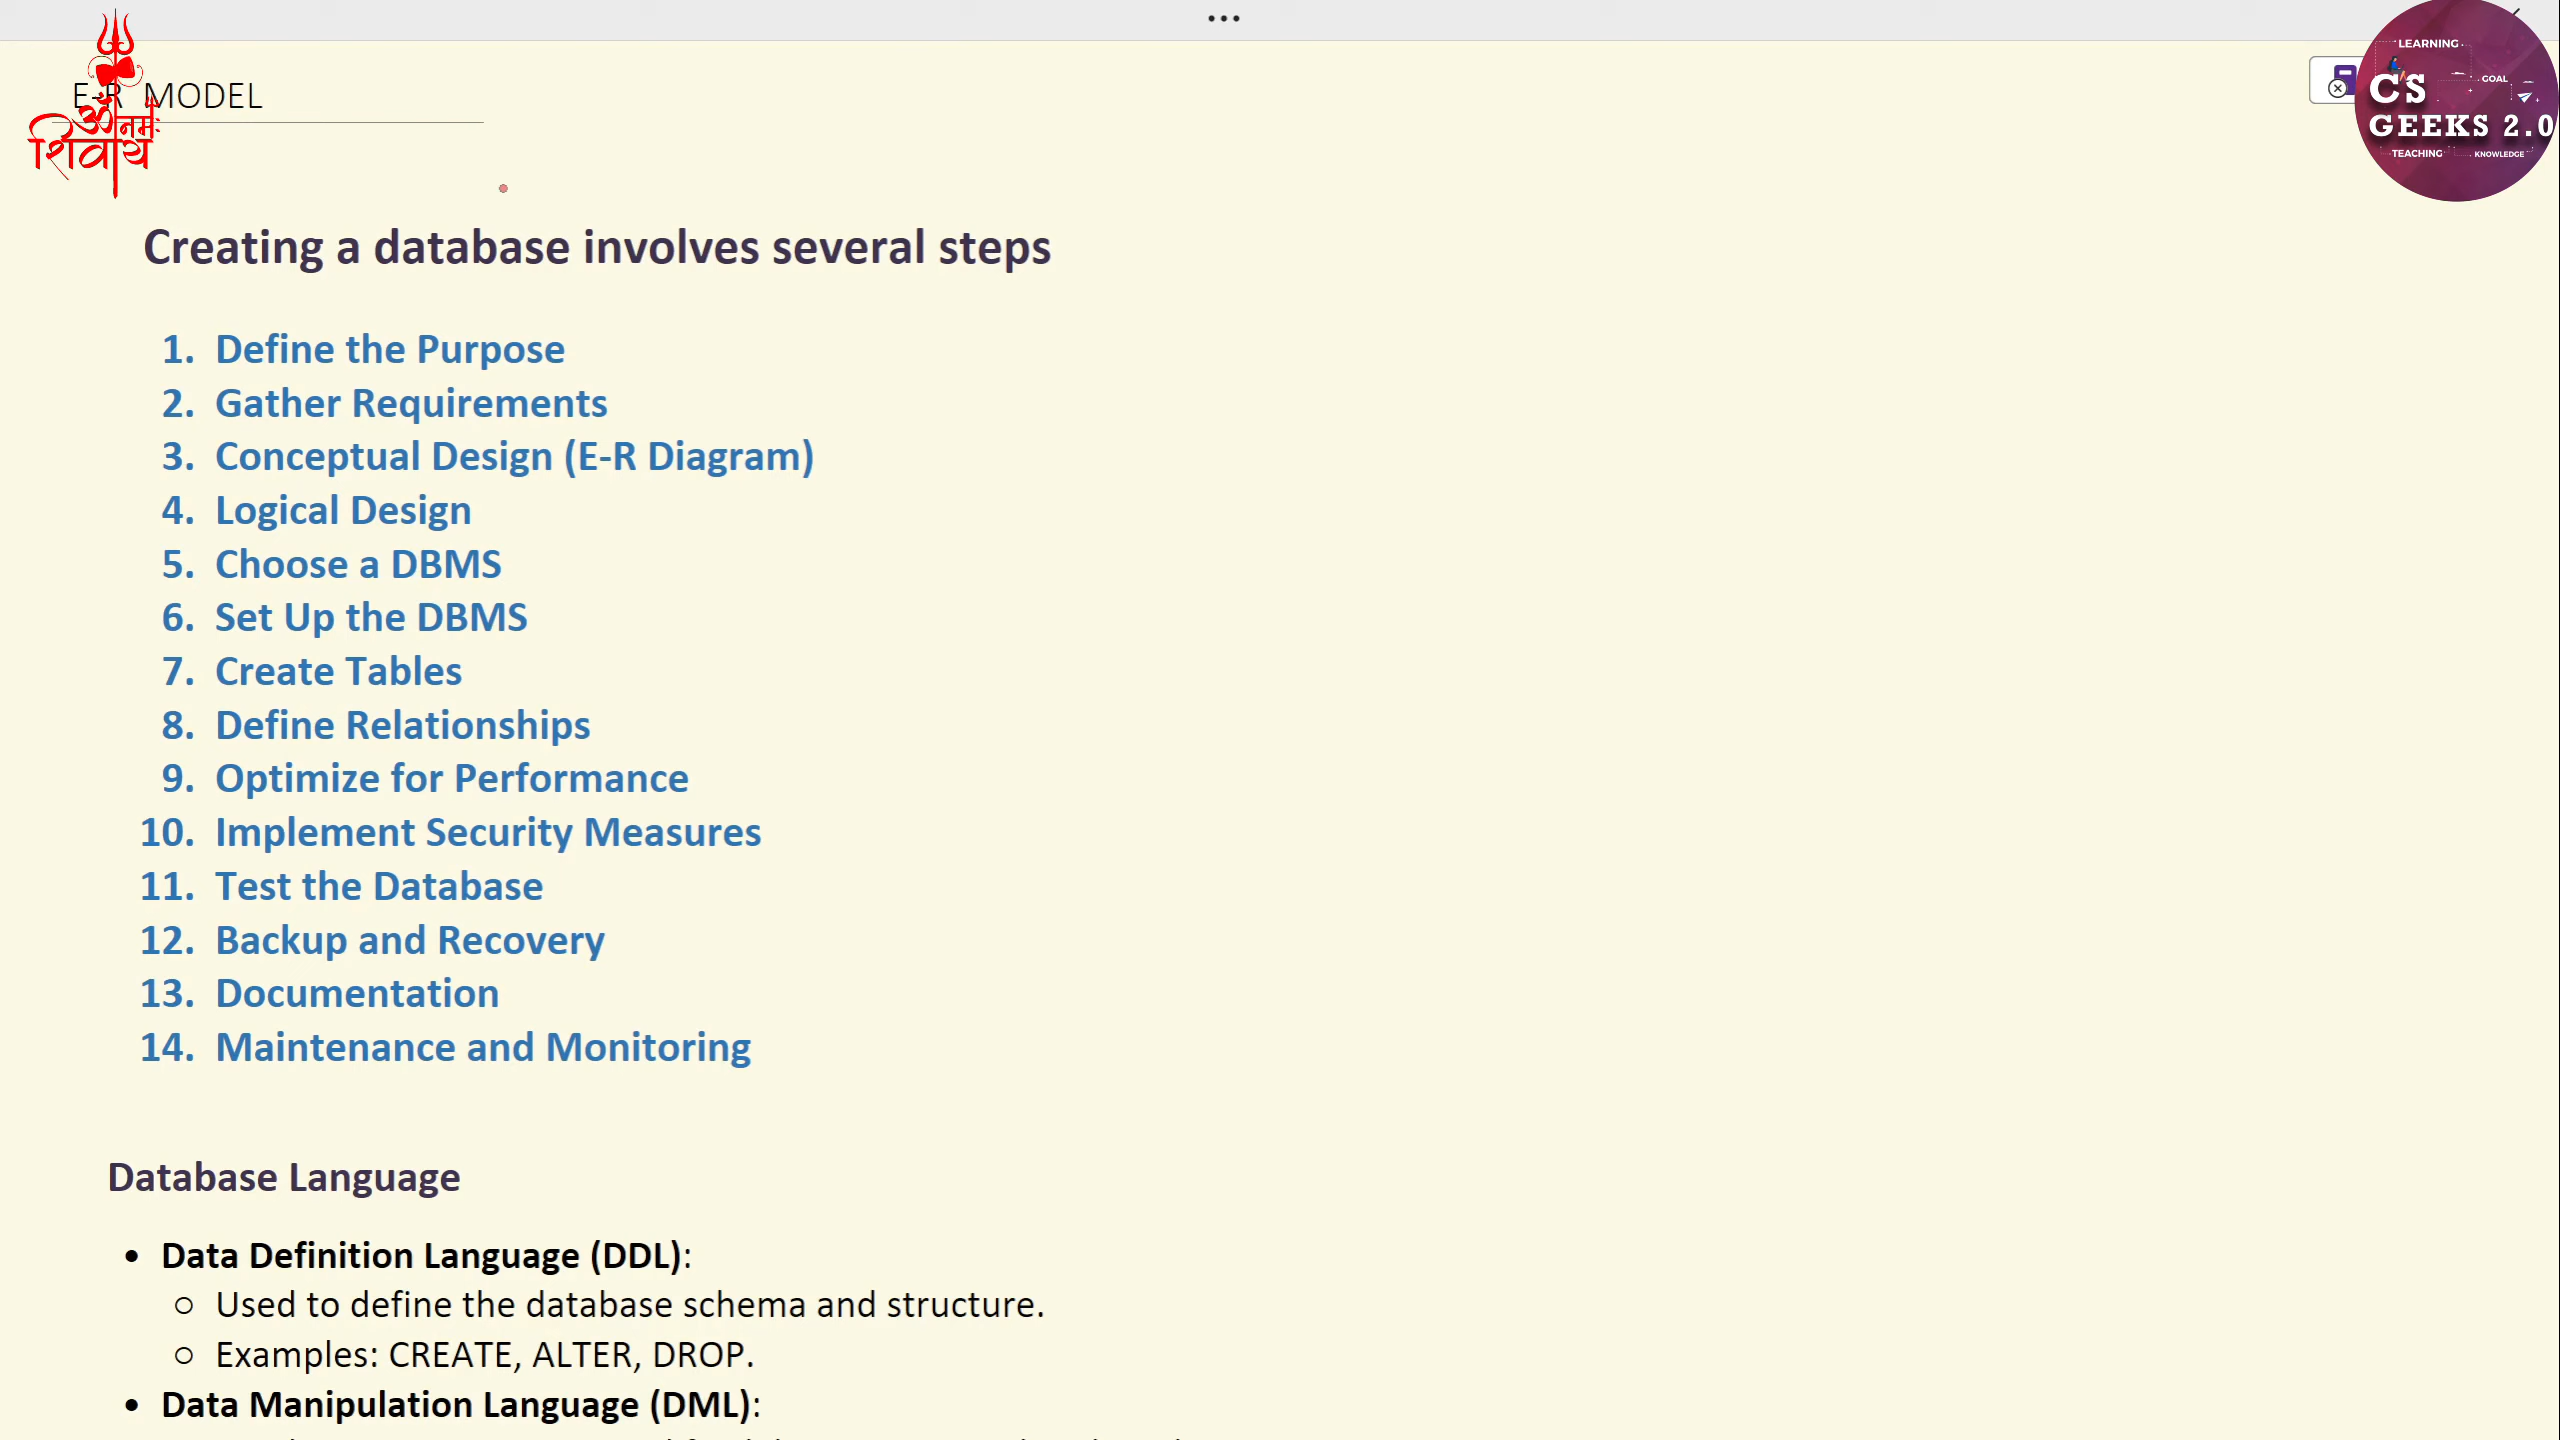 •••
E-R MODEL
ॐ नमः
शिवाय
LEARNING
GOAL
CS
GEEKS 2.0
TEACHING KNOWLEDGE
Creating a database involves several steps
1. Define the Purpose
2. Gather Requirements
3. Conceptual Design (E-R Diagram)
4. Logical Design
5. Choose a DBMS
6. Set Up the DBMS
7. Create Tables
8. Define Relationships
9. Optimize for Performance
10. Implement Security Measures
11. Test the Database
12. Backup and Recovery
13. Documentation
14. Maintenance and Monitoring
Database Language
• Data Definition Language (DDL):
○ Used to define the database schema and structure.
○ Examples: CREATE, ALTER, DROP.
• Data Manipulation Language (DML):